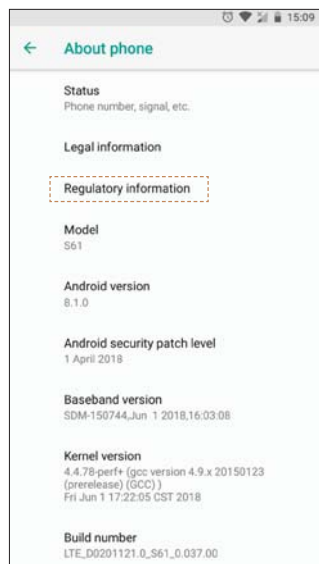 15:09
About phone
Status
Phone number, signal, etc.
Legal information
Regulatory information
Model
S61
Android version
8.1.0
Android security patch level
1 April 2018
Baseband version
SDM-150744,Jun 1 2018,16:03:08
Kernel version
4.4.78-perf+ (gcc version 4.9.x 20150123
(prerelease) (GCC) )
Fri Jun 1 17:22:05 CST 2018
Build number
LTE_D0201121.0_S61_0.037.00